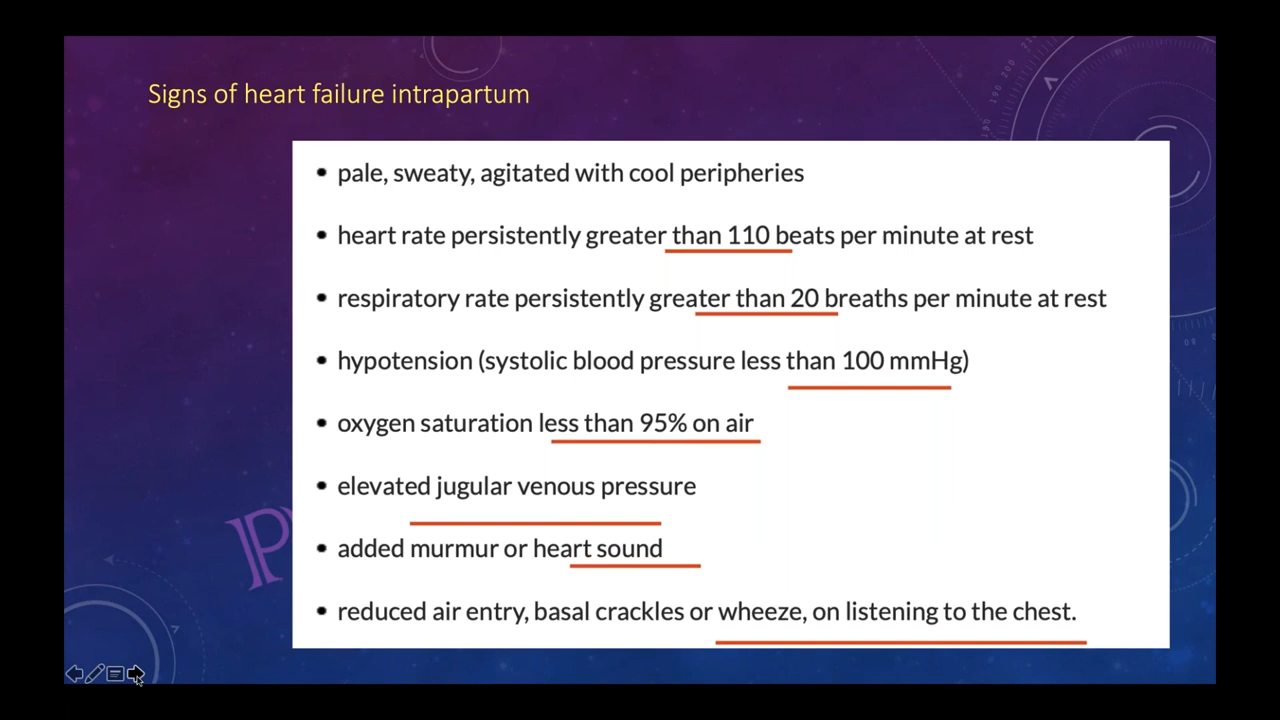 Signs of heart failure intrapartum
• pale, sweaty, agitated with cool peripheries
• heart rate persistently greater than 110 beats per minute at rest
• respiratory rate persistently greater than 20 breaths per minute at rest
• hypotension (systolic blood pressure less than 100 mmHg)
• oxygen saturation less than 95% on air
• elevated jugular venous pressure
• added murmur or heart sound
• reduced air entry, basal crackles or wheeze, on listening to the chest.